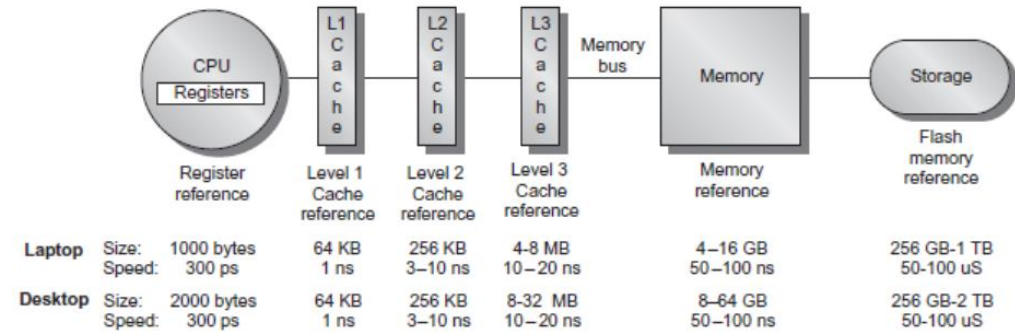 CPU
Registers
L1
Cache
L2
Cache
L3
Cache
Memory
bus
Memory
Storage
Register
reference
Level 1
Cache
reference
Level 2
Cache
reference
Level 3
Cache
reference
Memory
reference
Flash
memory
reference
Laptop Size: 1000 bytes 64 KB 256 KB 4-8 MB 4–16 GB 256 GB-1 TB
Speed: 300 ps 1 ns 3–10 ns 10–20 ns 50–100 ns 50-100 uS
Desktop Size: 2000 bytes 64 KB 256 KB 8-32 MB 8–64 GB 256 GB-2 TB
Speed: 300 ps 1 ns 3–10 ns 10–20 ns 50–100 ns 50-100 uS